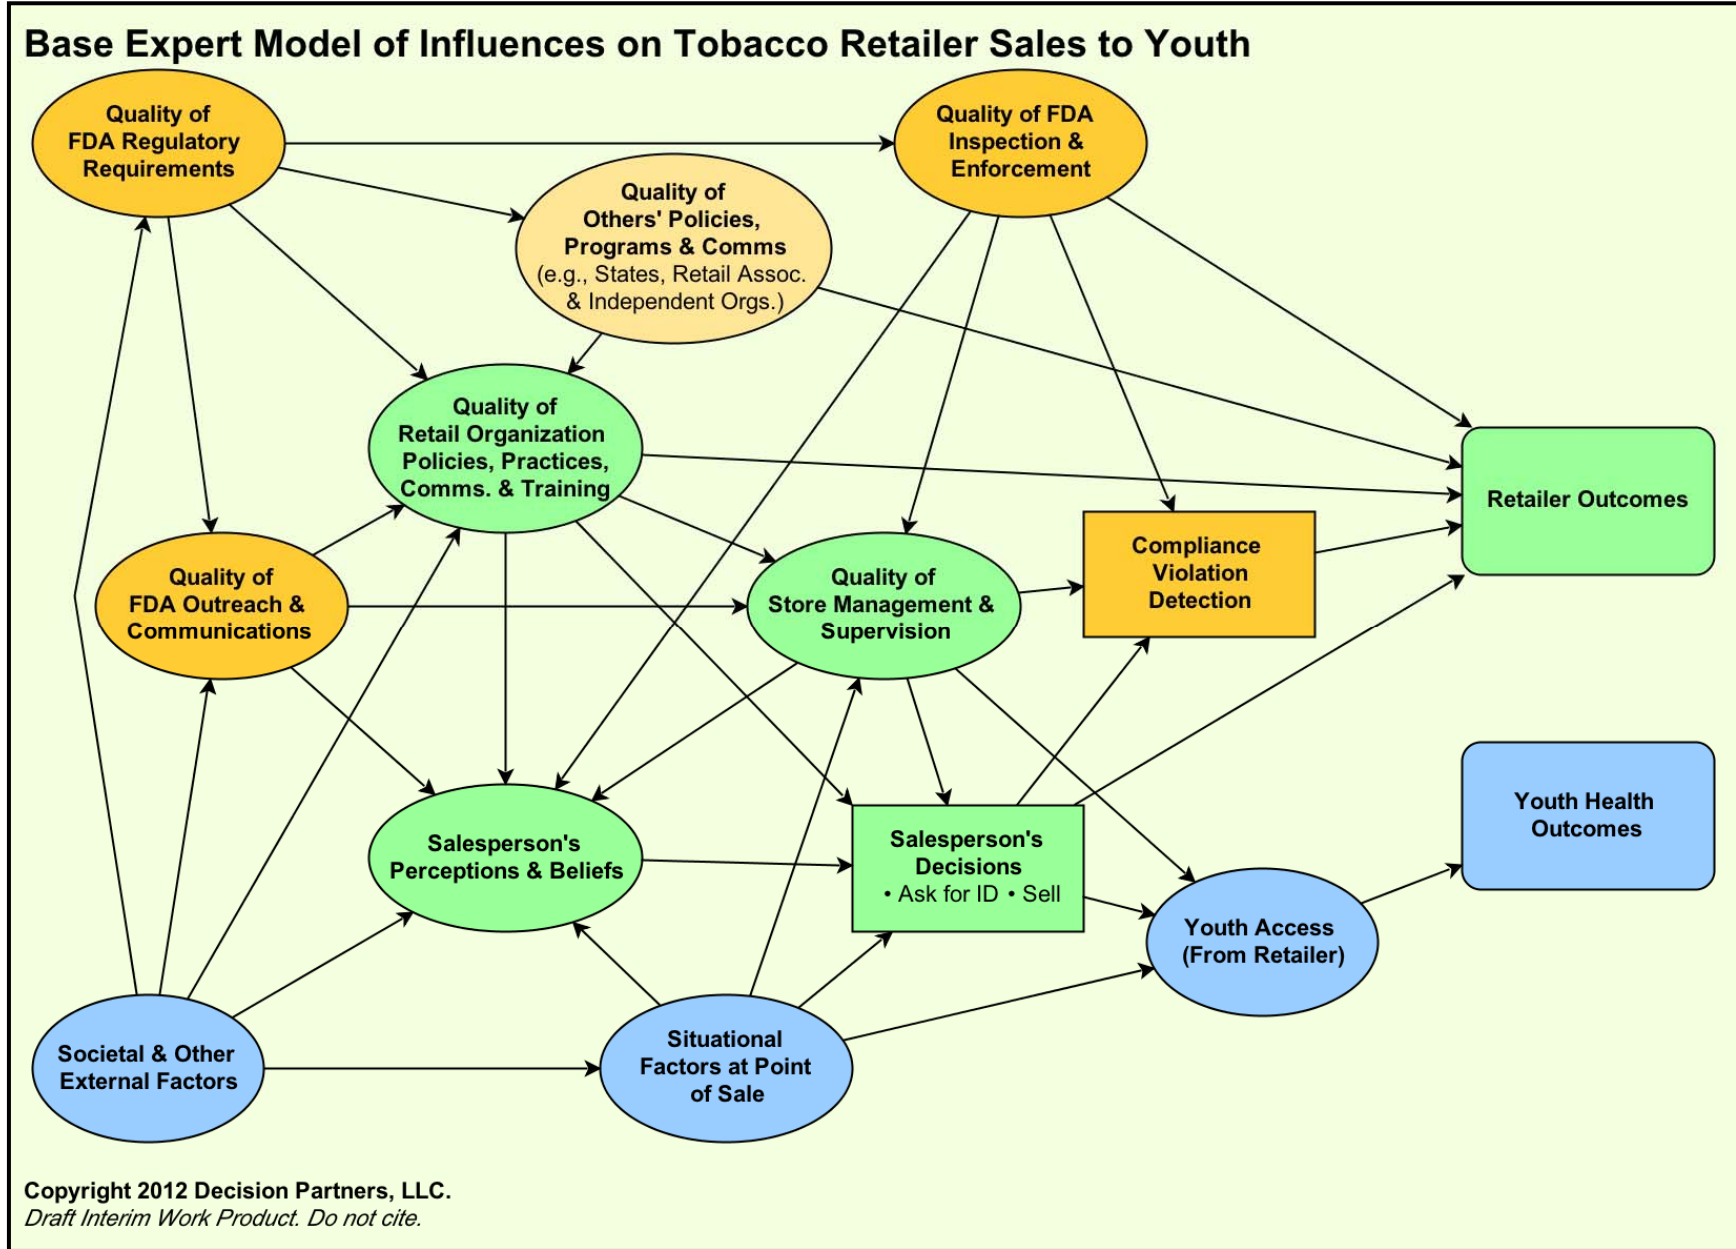 Base Expert Model of Influences on Tobacco Retailer Sales to Youth
Quality of
FDA Regulatory
Requirements
Quality of FDA
Inspection &
Enforcement
Quality of
Others' Policies,
Programs & Comms
(e.g., States, Retail Assoc.
& Independent Orgs.)
Quality of
Retail Organization
Policies, Practices,
Comms. & Training
Retailer Outcomes
Quality of
FDA Outreach &
Communications
Quality of
Store Management &
Supervision
Compliance
Violation
Detection
Salesperson's
Perceptions & Beliefs
Salesperson's
Decisions
• Ask for ID • Sell
Youth Health
Outcomes
Youth Access
(From Retailer)
Societal & Other
External Factors
Situational
Factors at Point
of Sale
Copyright 2012 Decision Partners, LLC.
Draft Interim Work Product. Do not cite.